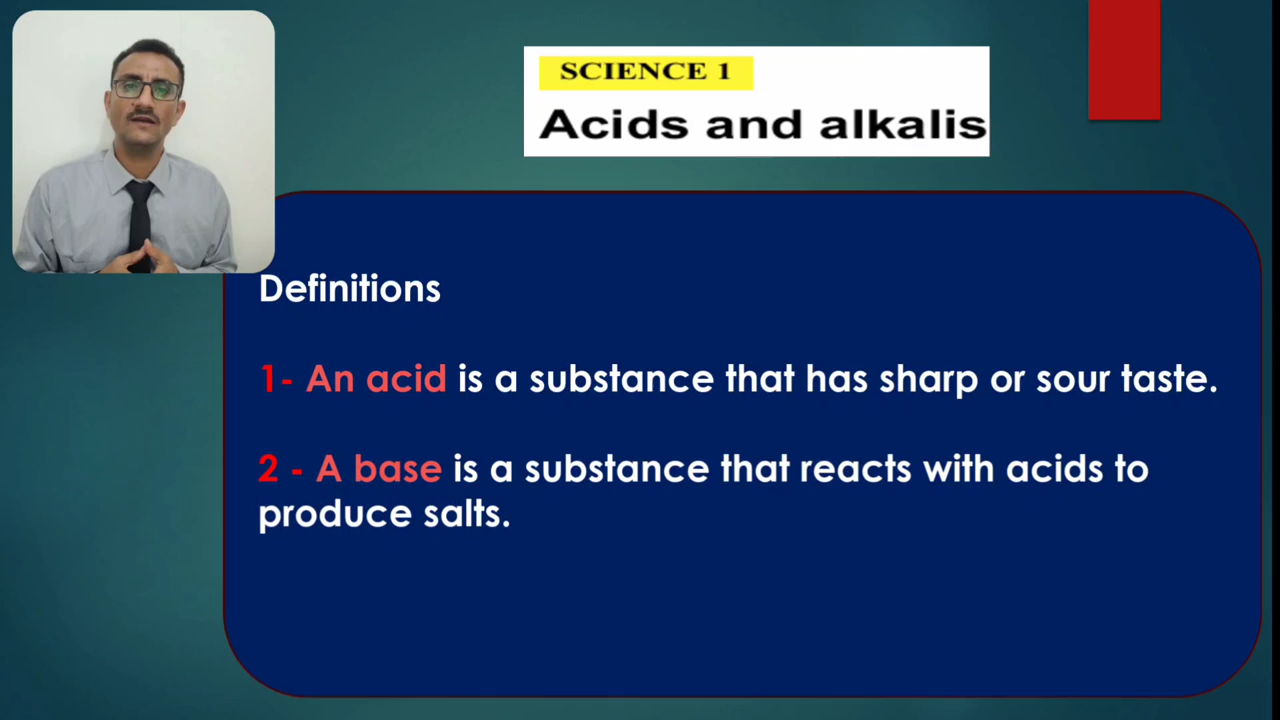 SCIENCE 1
Acids and alkalis
Definitions
1- An acid is a substance that has sharp or sour taste.
2 - A base is a substance that reacts with acids to
produce salts.